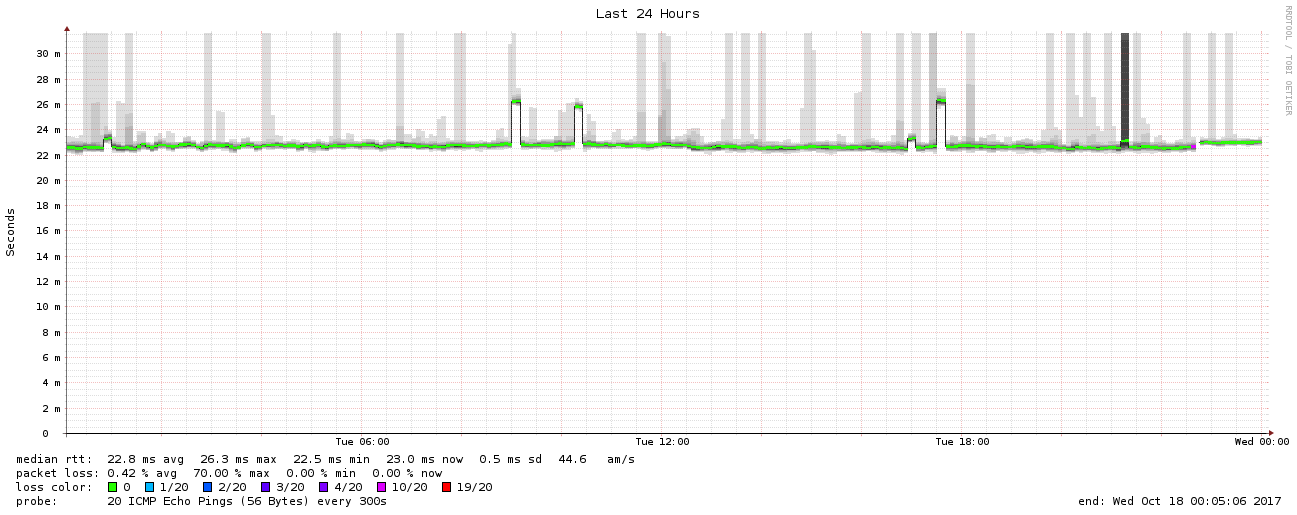 Last 24 Hours
RRDTOOL / TOBI OETIKER
Seconds
30 m
28 m
26 m
24 m
22 m
20 m
18 m
16 m
14 m
12 m
10 m
8 m
6 m
4 m
2 m
0
Tue 06:00 Tue 12:00 Tue 18:00 Wed 00:00
median rtt: 22.8 ms avg 26.3 ms max 22.5 ms min 23.0 ms now 0.5 ms sd 44.6 am/s
packet loss: 0.42 % avg 70.00 % max 0.00 % min 0.00 % now
loss color: 0 1/20 2/20 3/20 4/20 10/20 19/20
probe: 20 ICMP Echo Pings (56 Bytes) every 300s end: Wed Oct 18 00:05:06 2017